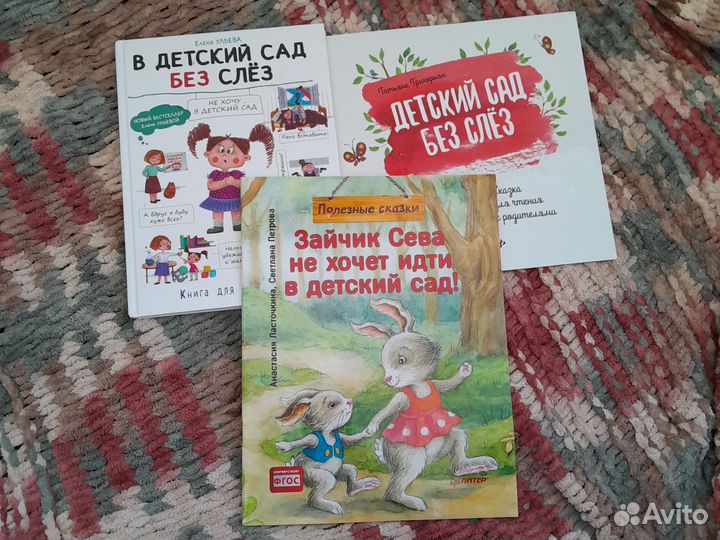 Елена УЛЬЕВА
В ДЕТСКИЙ САД
БЕЗ СЛЁЗ
НЕ ХОЧУ
В ДЕТСКИЙ САД
НОВЫЙ БЕСТСЕЛЛЕР
Елены УЛЬЕВОЙ
Рано вставать
А вдруг я буду
хуже всех?
Книга для
Татьяна Григорьян
ДЕТСКИЙ САД
БЕЗ СЛЁЗ
сказка
для чтения
с родителями
Полезные сказки
Зайчик Сева
не хочет идти
в детский сад!
Анастасия Ласточкина, Светлана Петрова
соответствует
ФГОС
ПИТЕР
Avito